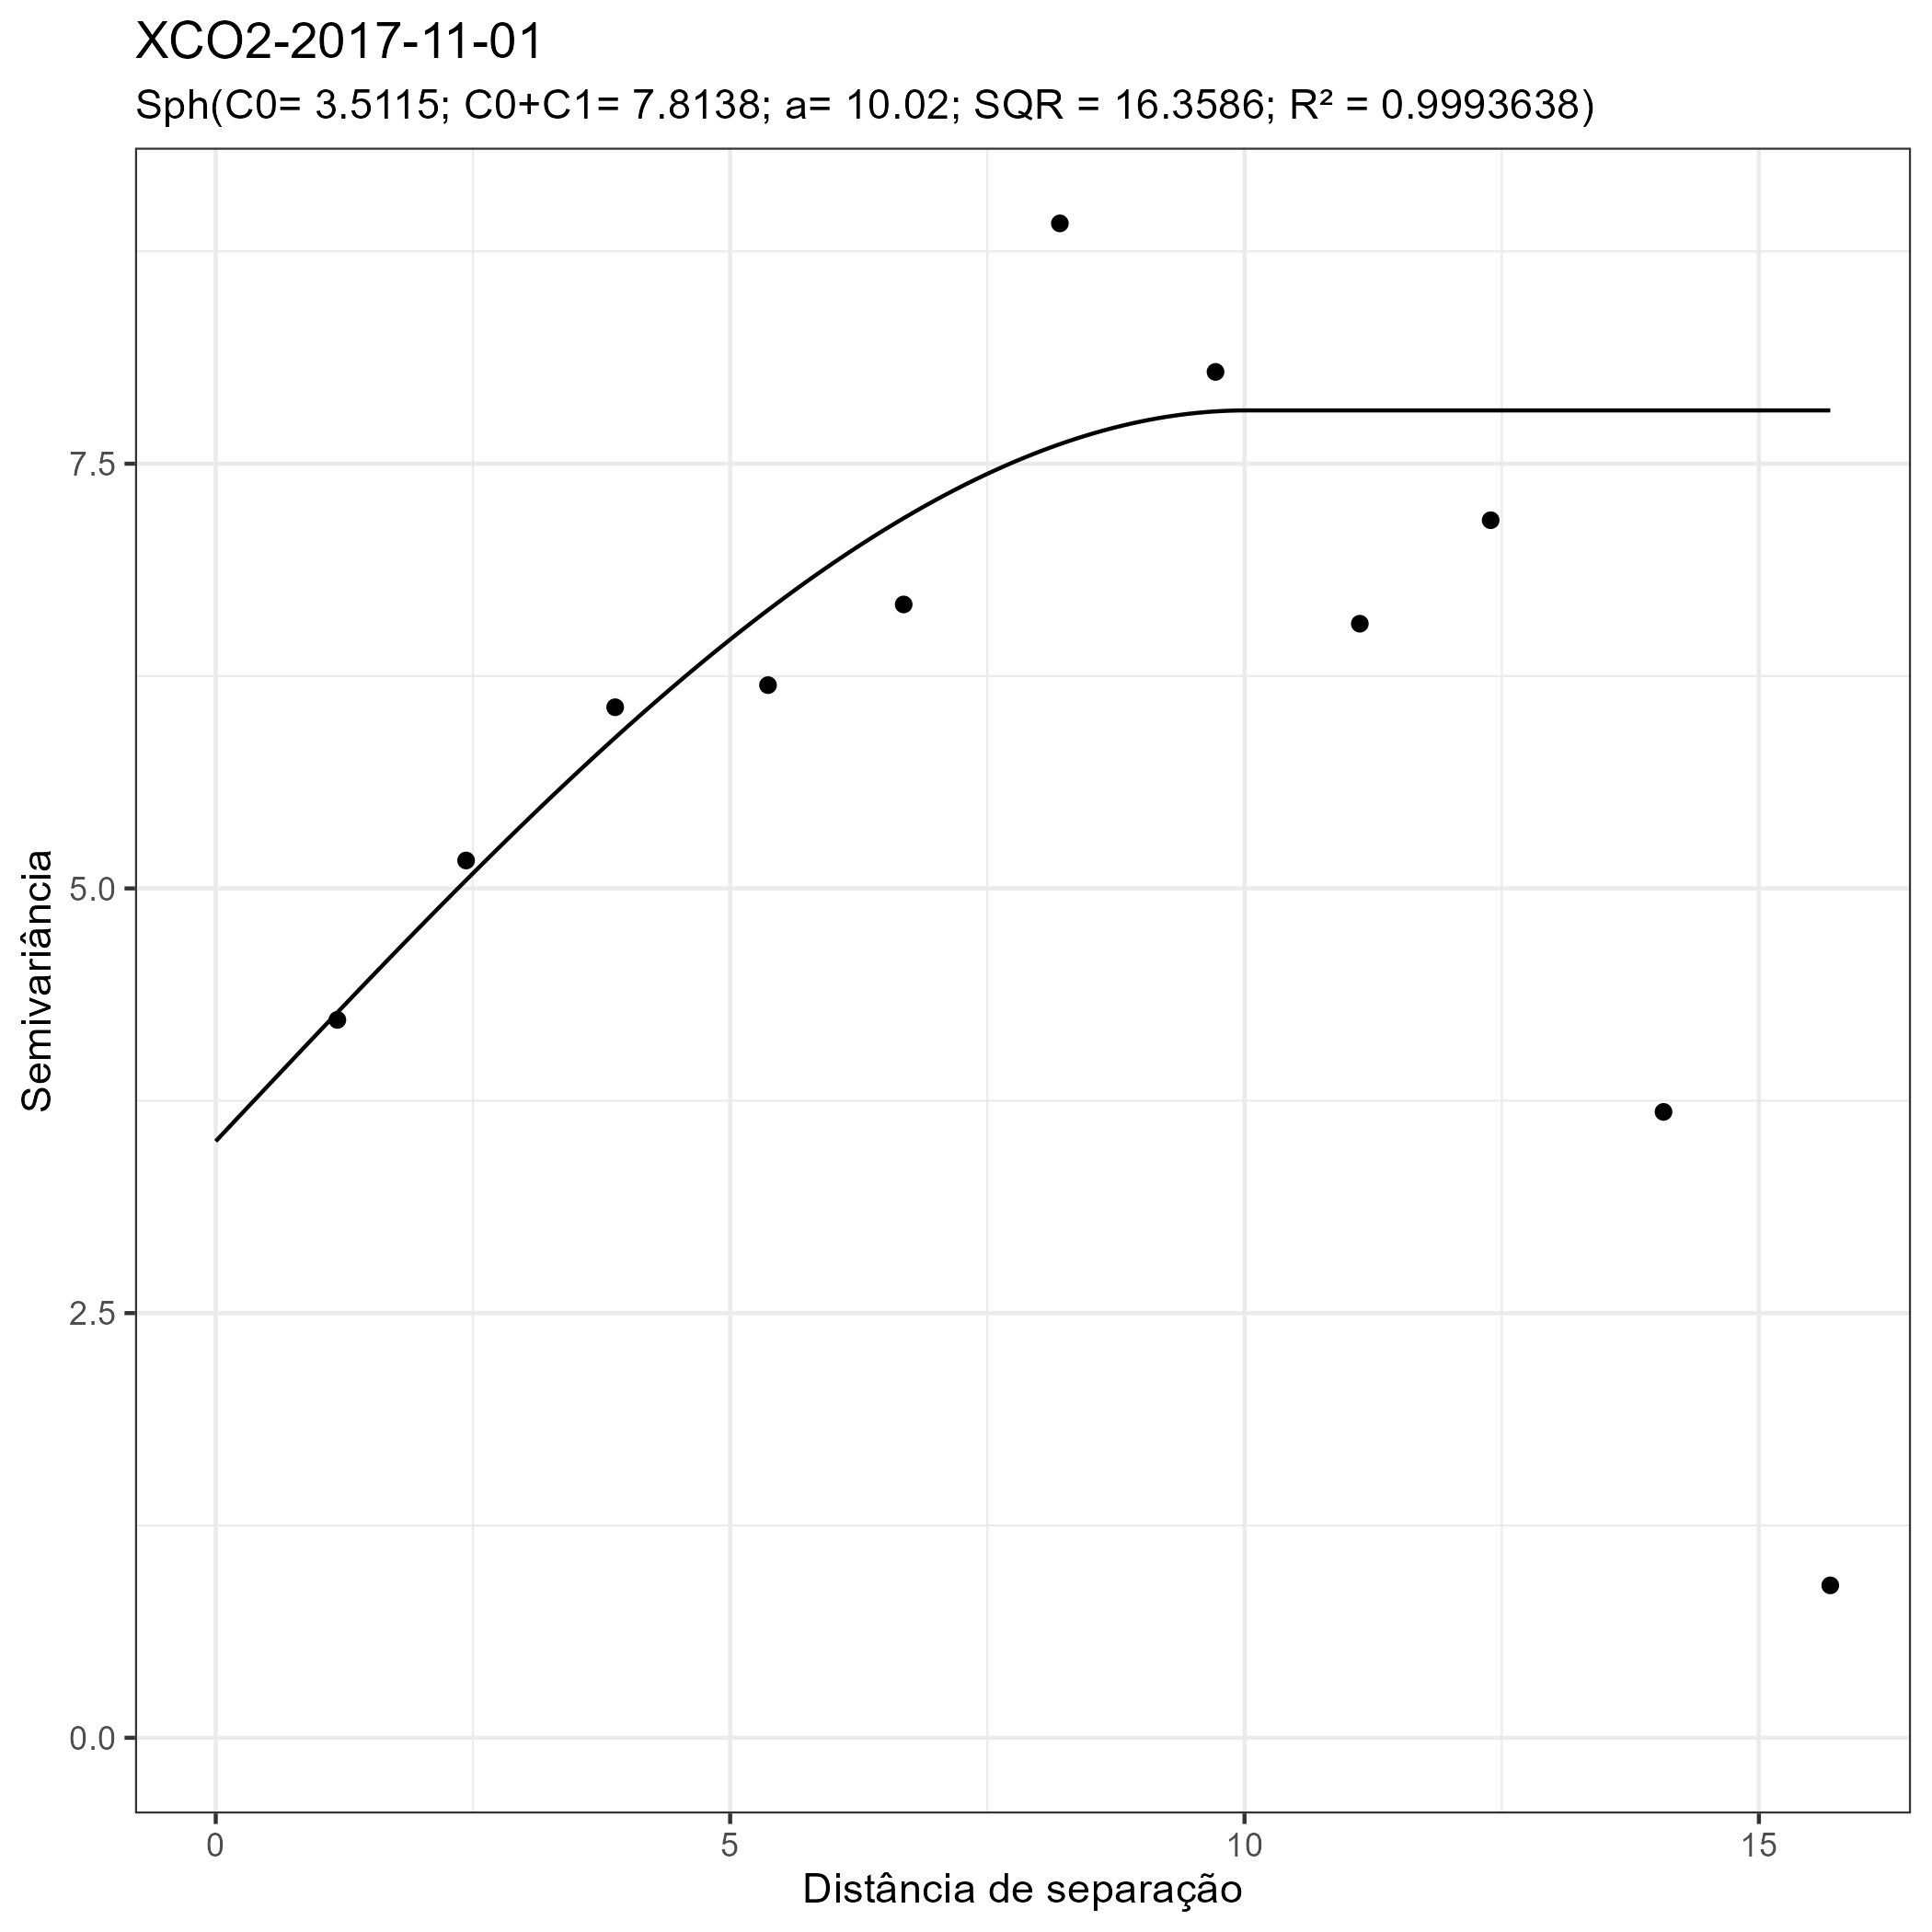 XCO2-2017-11-01
Sph(C0= 3.5115; C0+C1= 7.8138; a= 10.02; SQR = 16.3586; R² = 0.9993638)
Semivariância
7.5
5.0
2.5
0.0
0
5
10
15
Distância de separação